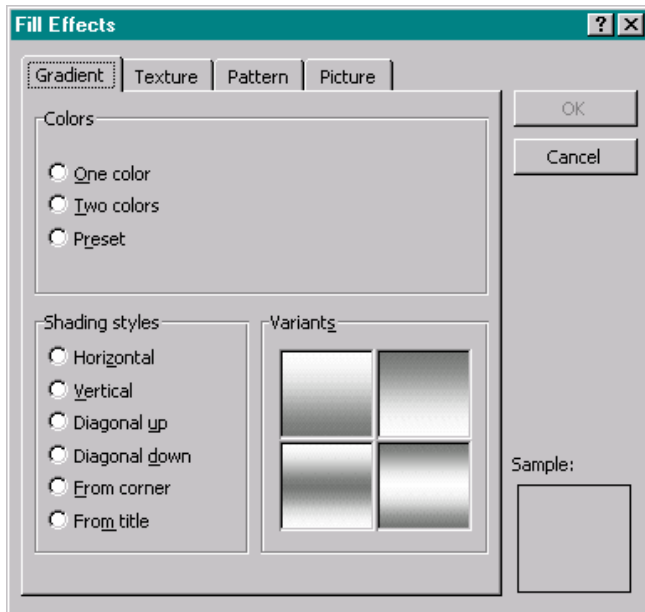 Fill Effects
Gradient Texture Pattern Picture
OK
Cancel
Colors
One color
Two colors
Preset
Shading styles
Horizontal
Vertical
Diagonal up
Diagonal down
From corner
From title
Variants
Sample: